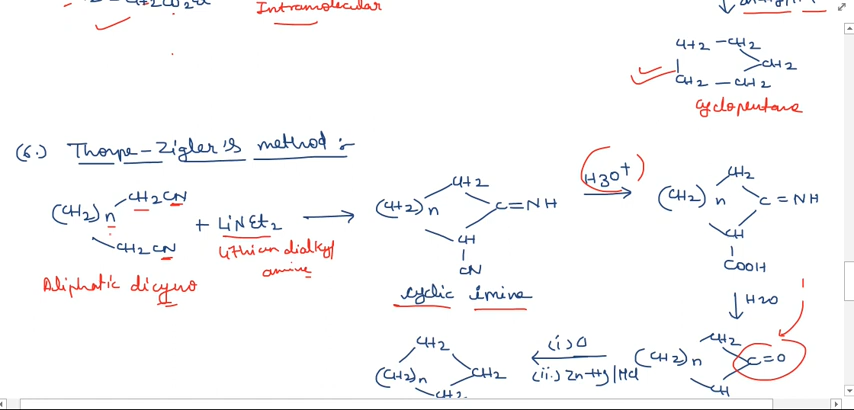 Intramolecular
CH2 - CH2
CH2
CH2 - CH2
cyclopentane
(6.) Thorpe-Zigler's method :-
(CH2)n CH2CN
CH2CN
+ LiNEt2
Lithium dialkyl
amine
Aliphatic dicyno
(CH2)n
CH2
C=NH
CH
CN
cyclic imine
H3O+
(CH2)n
CH2
C=NH
CH
COOH
H2O
(CH2)n
CH2
C=O
CH
(i) Δ
(ii.) Zn-Hg/HCl
CH2
(CH2)n
CH2
CH2